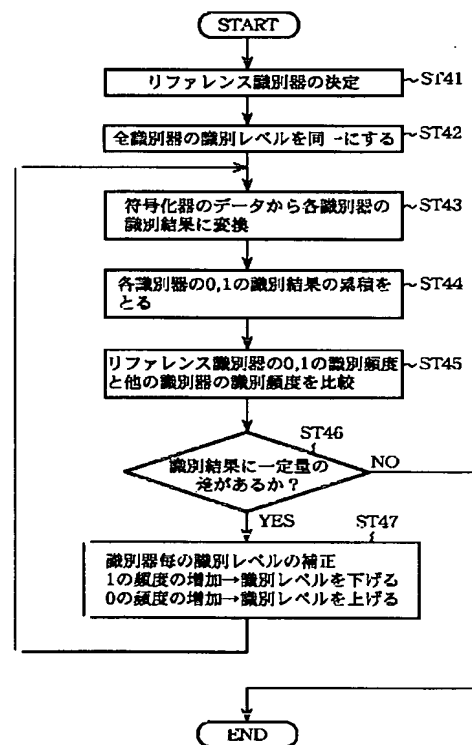 START
リファレンス識別器の決定
ST41
全識別器の識別レベルを同一にする
ST42
符号化器のデータから各識別器の
識別結果に変換
ST43
各識別器の0,1の識別結果の累積を
とる
ST44
リファレンス識別器の0,1の識別頻度
と他の識別器の識別頻度を比較
ST45
ST46
識別結果に一定量の
差があるか?
NO
YES
ST47
識別器毎の識別レベルの補正
1の頻度の増加→識別レベルを下げる
0の頻度の増加→識別レベルを上げる
END